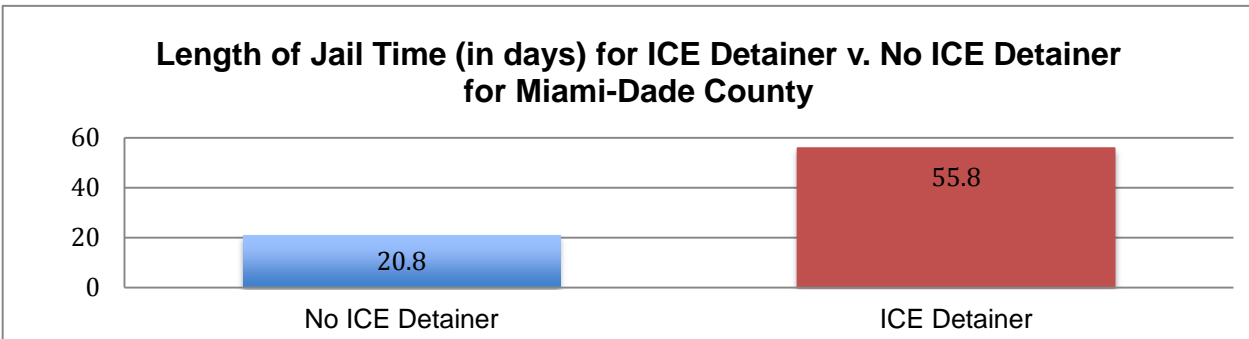 Length of Jail Time (in days) for ICE Detainer v. No ICE Detainer
for Miami-Dade County
60
40
20
0
20.8
55.8
No ICE Detainer
ICE Detainer